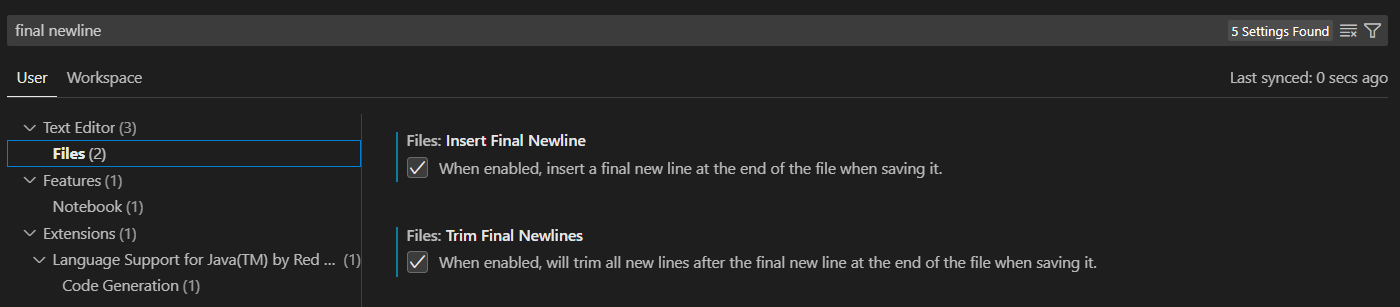 final newline
5 Settings Found
User Workspace
Last synced: 0 secs ago
Text Editor (3)
Files (2)
Features (1)
Notebook (1)
Extensions (1)
Language Support for Java(TM) by Red ... (1)
Code Generation (1)
Files: Insert Final Newline
When enabled, insert a final new line at the end of the file when saving it.
Files: Trim Final Newlines
When enabled, will trim all new lines after the final new line at the end of the file when saving it.